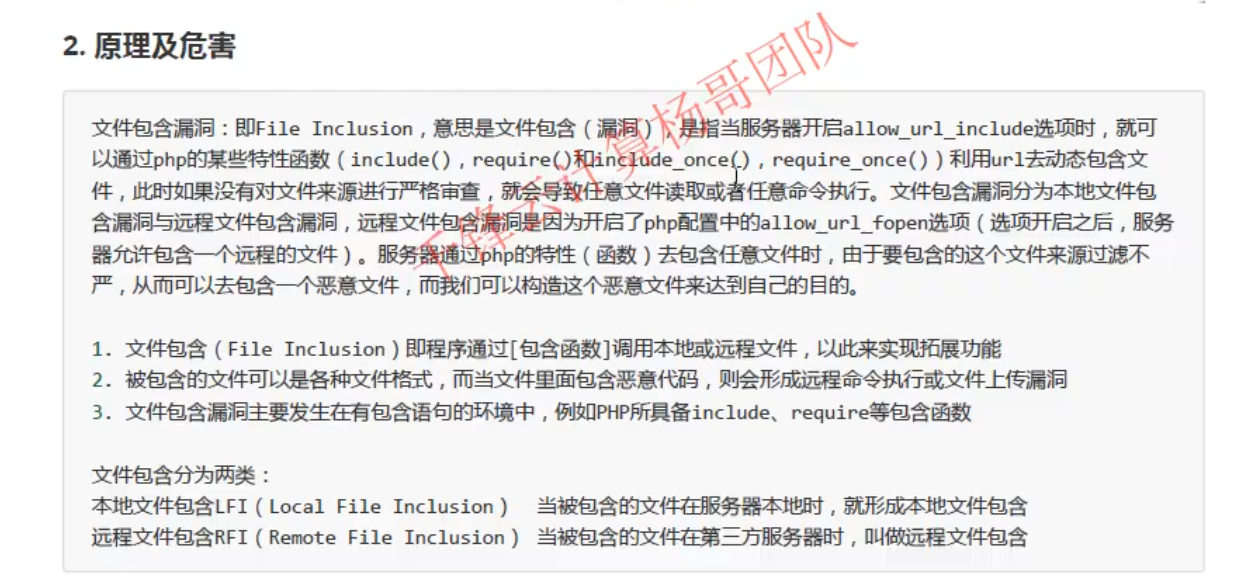 2. 原理及危害
千锋云计算杨哥团队
文件包含漏洞：即File Inclusion，意思是文件包含（漏洞），是指当服务器开启allow_url_include选项时，就可
以通过php的某些特性函数（include()，require()和include_once()，require_once()）利用url去动态包含文
件，此时如果没有对文件来源进行严格审查，就会导致任意文件读取或者任意命令执行。文件包含漏洞分为本地文件包
含漏洞与远程文件包含漏洞，远程文件包含漏洞是因为开启了php配置中的allow_url_fopen选项（选项开启之后，服务
器允许包含一个远程的文件）。服务器通过php的特性（函数）去包含任意文件时，由于要包含的这个文件来源过滤不
严，从而可以去包含一个恶意文件，而我们可以构造这个恶意文件来达到自己的目的。
1. 文件包含（File Inclusion）即程序通过[包含函数]调用本地或远程文件，以此来实现拓展功能
2. 被包含的文件可以是各种文件格式，而当文件里面包含恶意代码，则会形成远程命令执行或文件上传漏洞
3. 文件包含漏洞主要发生在有包含语句的环境中，例如PHP所具备include、require等包含函数
文件包含分为两类：
本地文件包含LFI（Local File Inclusion） 当被包含的文件在服务器本地时，就形成本地文件包含
远程文件包含RFI（Remote File Inclusion） 当被包含的文件在第三方服务器时，叫做远程文件包含